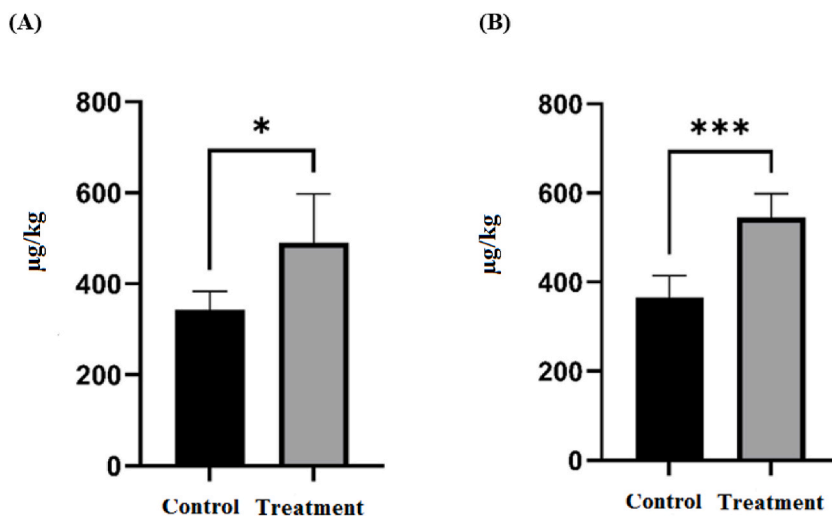 (A)
(B)
800
600
400
200
0
µg/kg
*
Control Treatment
800
600
400
200
0
µg/kg
***
Control Treatment